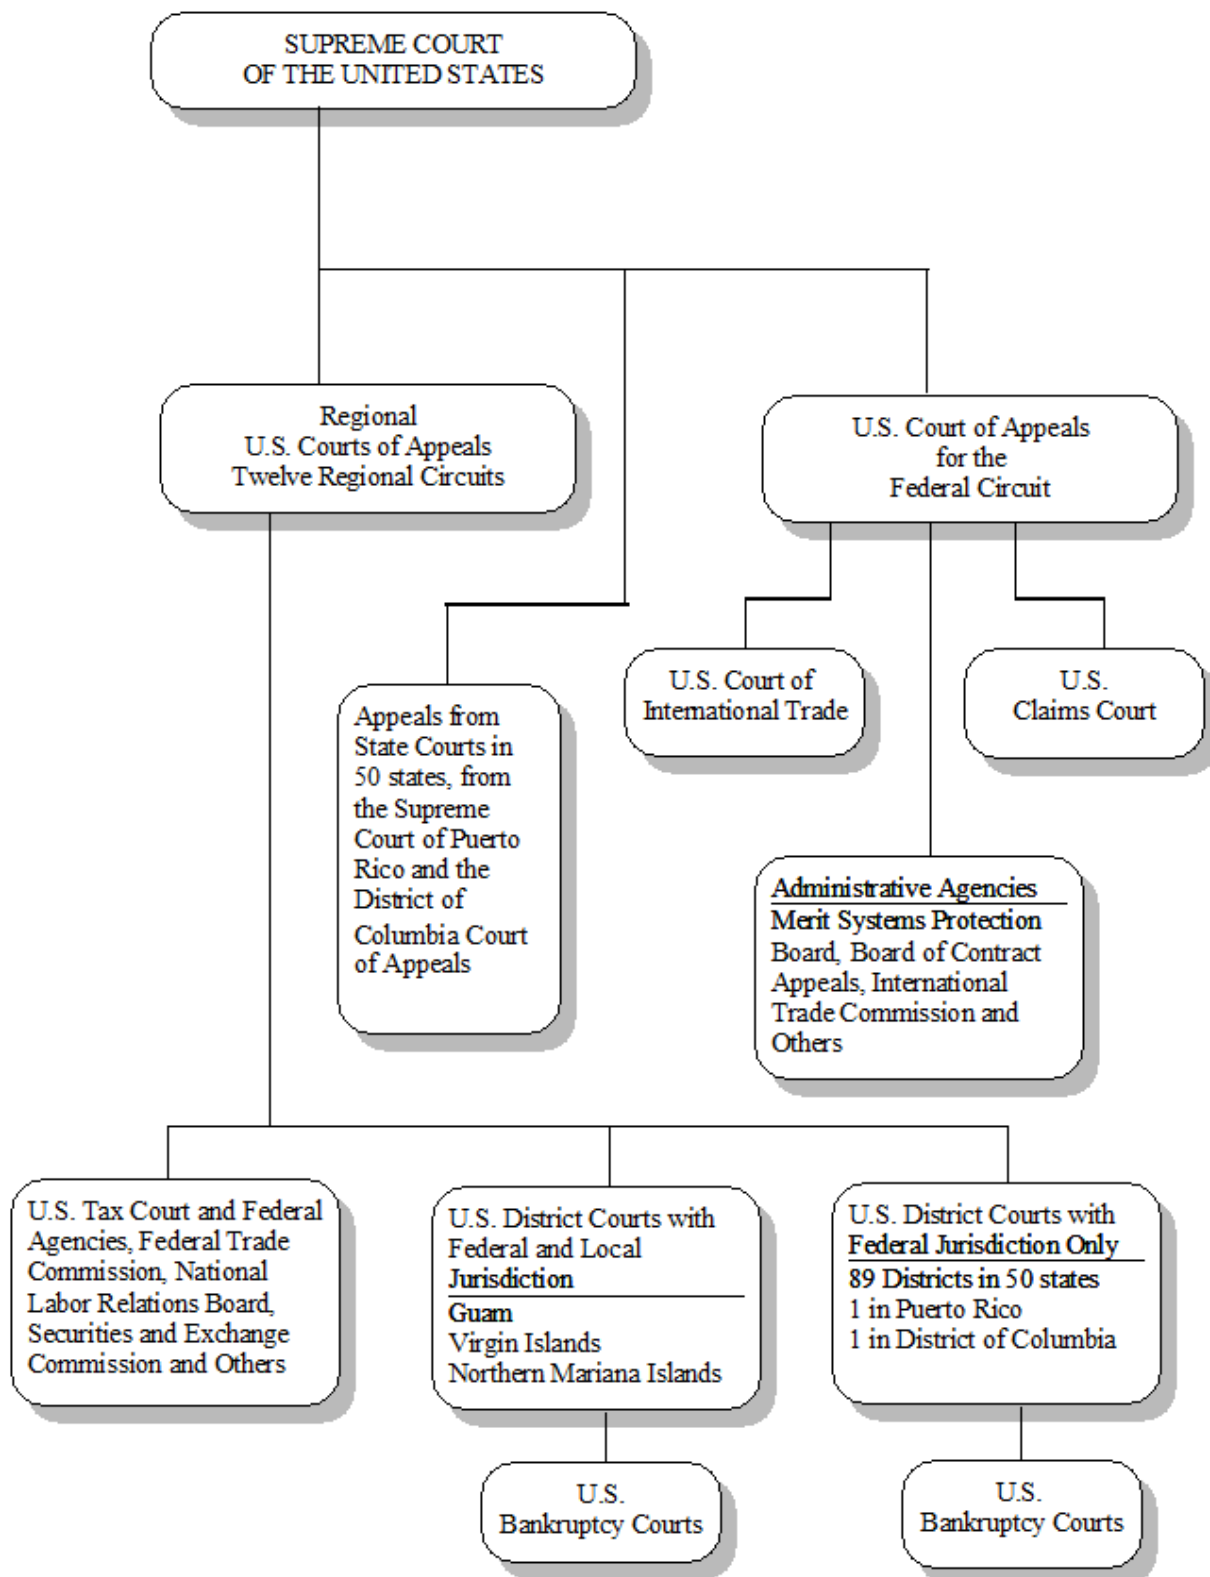 SUPREME COURT
OF THE UNITED STATES
Regional
U.S. Courts of Appeals
Twelve Regional Circuits
U.S. Court of Appeals
for the
Federal Circuit
Appeals from
State Courts in
50 states, from
the Supreme
Court of Puerto
Rico and the
District of
Columbia Court
of Appeals
U.S. Court of
International Trade
U.S.
Claims Court
Administrative Agencies
Merit Systems Protection
Board, Board of Contract
Appeals, International
Trade Commission and
Others
U.S. Tax Court and Federal
Agencies, Federal Trade
Commission, National
Labor Relations Board,
Securities and Exchange
Commission and Others
U.S. District Courts with
Federal and Local
Jurisdiction
Guam
Virgin Islands
Northern Mariana Islands
U.S. District Courts with
Federal Jurisdiction Only
89 Districts in 50 states
1 in Puerto Rico
1 in District of Columbia
U.S.
Bankruptcy Courts
U.S.
Bankruptcy Courts